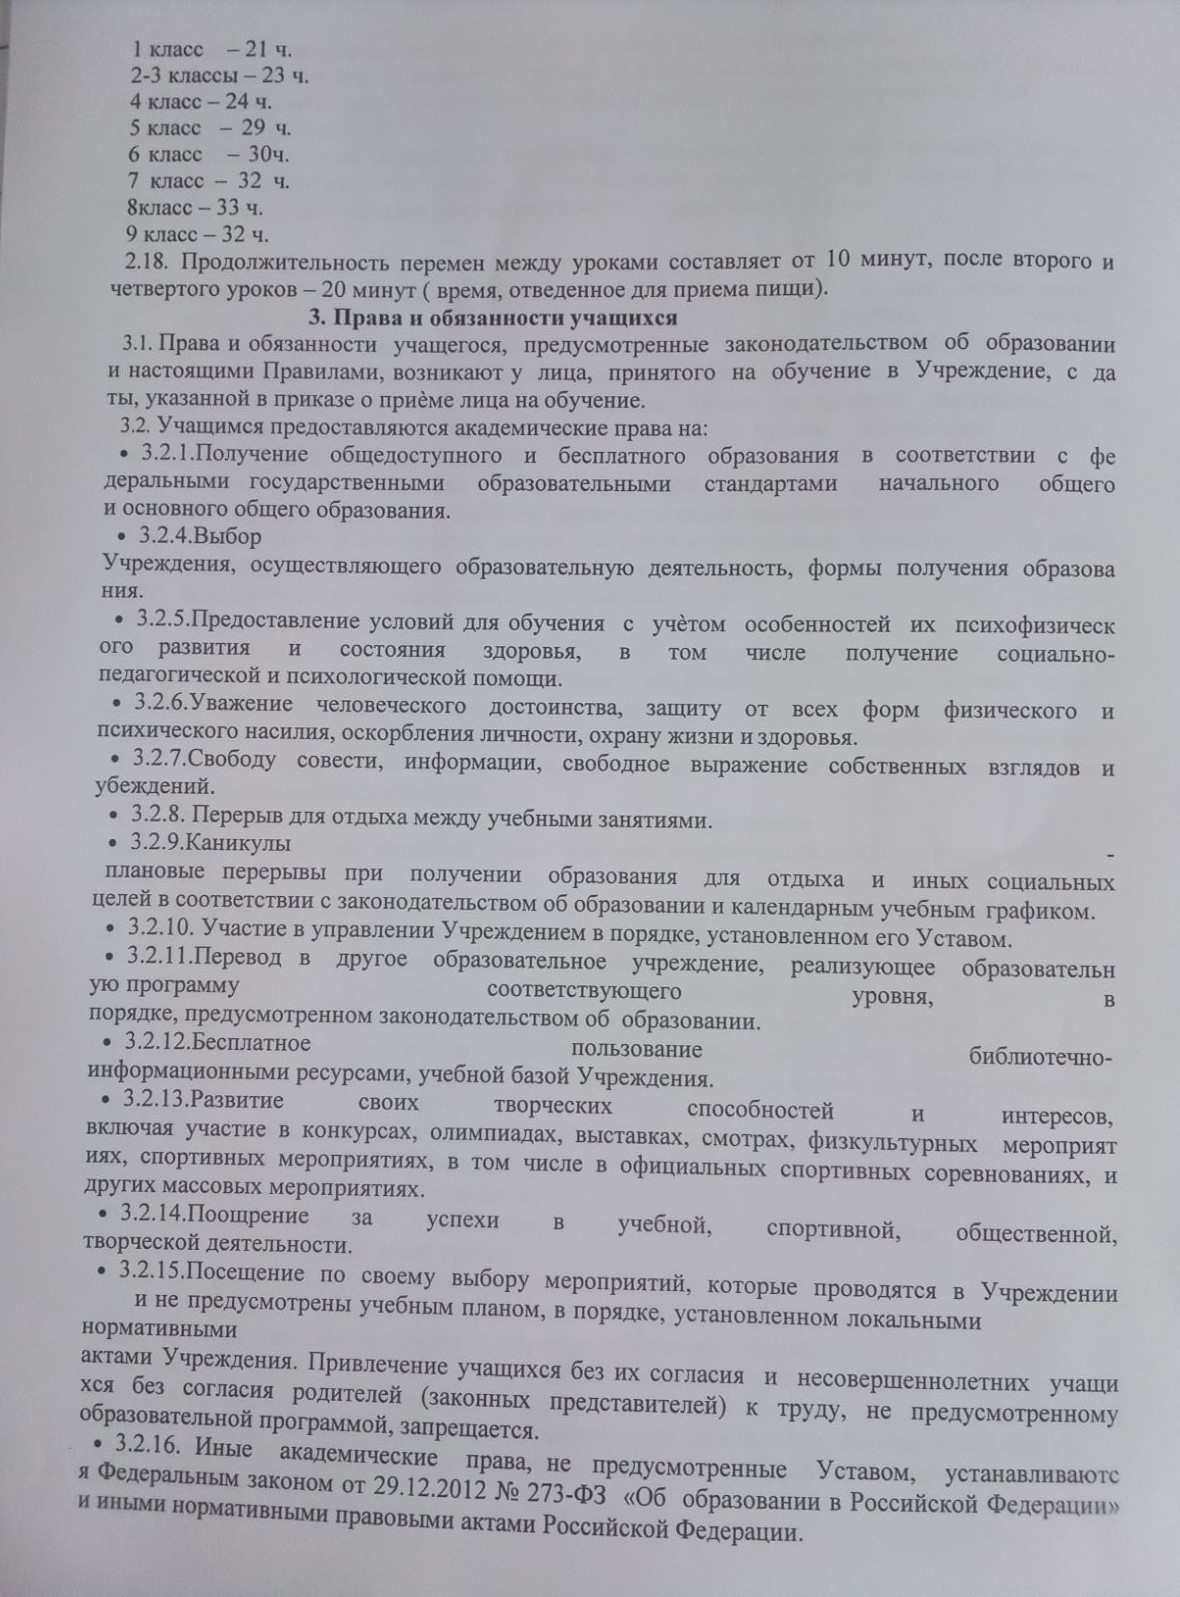 1 класс – 21 ч.
2-3 классы – 23 ч.
4 класс – 24 ч.
5 класс – 29 ч.
6 класс – 30ч.
7 класс – 32 ч.
8класс – 33 ч.
9 класс – 32 ч.
2.18. Продолжительность перемен между уроками составляет от 10 минут, после второго и
четвертого уроков – 20 минут ( время, отведенное для приема пищи).
3. Права и обязанности учащихся
3.1. Права и обязанности учащегося, предусмотренные законодательством об образовании
и настоящими Правилами, возникают у лица, принятого на обучение в Учреждение, с да
ты, указанной в приказе о приѐме лица на обучение.
3.2. Учащимся предоставляются академические права на:
• 3.2.1.Получение общедоступного и бесплатного образования в соответствии с фе
деральными государственными образовательными стандартами начального общего
и основного общего образования.
• 3.2.4.Выбор
Учреждения, осуществляющего образовательную деятельность, формы получения образова
ния.
• 3.2.5.Предоставление условий для обучения с учѐтом особенностей их психофизическ
ого развития и состояния здоровья, в том числе получение социально-
педагогической и психологической помощи.
• 3.2.6.Уважение человеческого достоинства, защиту от всех форм физического и
психического насилия, оскорбления личности, охрану жизни и здоровья.
• 3.2.7.Свободу совести, информации, свободное выражение собственных взглядов и
убеждений.
• 3.2.8. Перерыв для отдыха между учебными занятиями.
• 3.2.9.Каникулы -
плановые перерывы при получении образования для отдыха и иных социальных
целей в соответствии с законодательством об образовании и календарным учебным графиком.
• 3.2.10. Участие в управлении Учреждением в порядке, установленном его Уставом.
• 3.2.11.Перевод в другое образовательное учреждение, реализующее образовательн
ую программу соответствующего уровня, в
порядке, предусмотренном законодательством об образовании.
• 3.2.12.Бесплатное пользование библиотечно-
информационными ресурсами, учебной базой Учреждения.
• 3.2.13.Развитие своих творческих способностей и интересов,
включая участие в конкурсах, олимпиадах, выставках, смотрах, физкультурных мероприят
иях, спортивных мероприятиях, в том числе в официальных спортивных соревнованиях, и
других массовых мероприятиях.
• 3.2.14.Поощрение за успехи в учебной, спортивной, общественной,
творческой деятельности.
• 3.2.15.Посещение по своему выбору мероприятий, которые проводятся в Учреждении
и не предусмотрены учебным планом, в порядке, установленном локальными
нормативными
актами Учреждения. Привлечение учащихся без их согласия и несовершеннолетних учащи
хся без согласия родителей (законных представителей) к труду, не предусмотренному
образовательной программой, запрещается.
• 3.2.16. Иные академические права, не предусмотренные Уставом, устанавливаютс
я Федеральным законом от 29.12.2012 № 273-ФЗ «Об образовании в Российской Федерации»
и иными нормативными правовыми актами Российской Федерации.